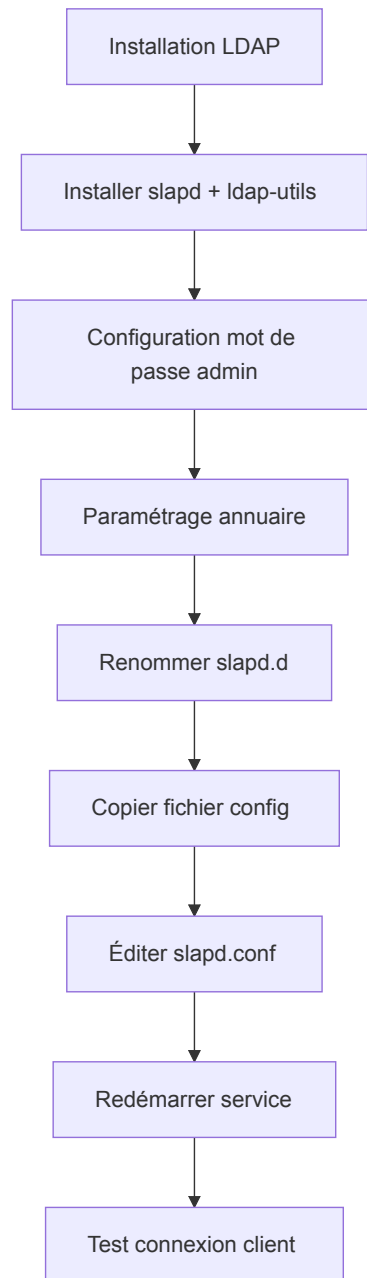 Installation LDAP
Installer slapd + ldap-utils
Configuration mot de
passe admin
Paramétrage annuaire
Renommer slapd.d
Copier fichier config
Éditer slapd.conf
Redémarrer service
Test connexion client